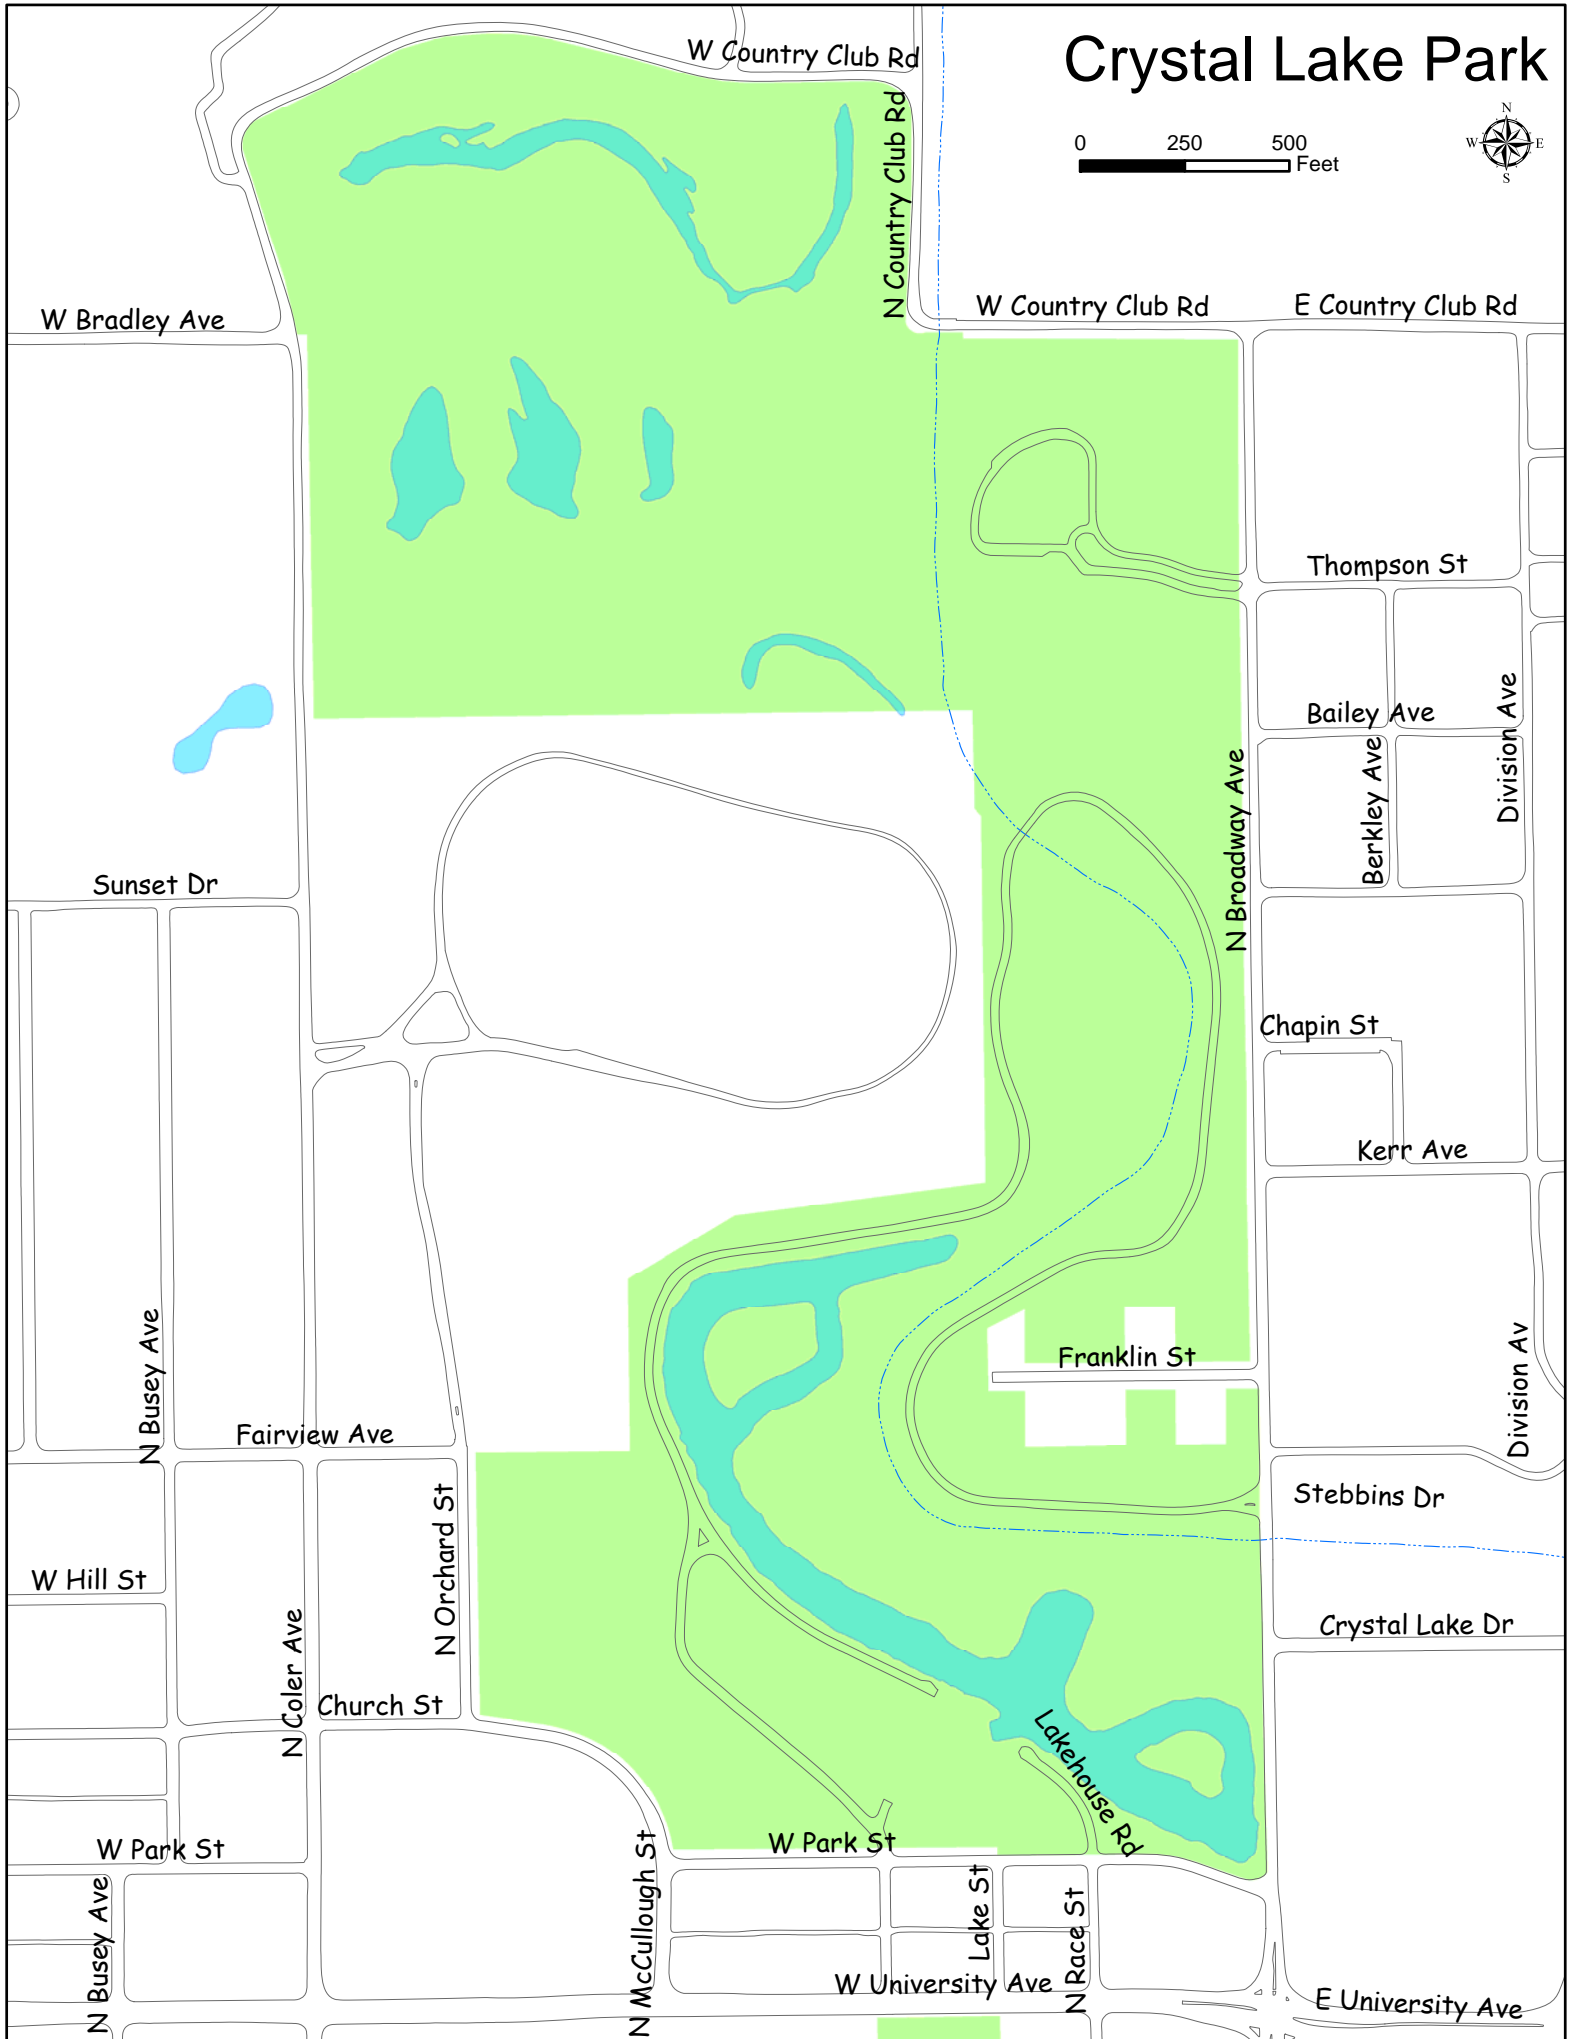 W Country Club Rd
Crystal Lake Park
N
W E
S
0 250 500
Feet
N Country Club Rd
W Bradley Ave
W Country Club Rd
E Country Club Rd
Thompson St
Bailey Ave
Division Ave
Berkley Ave
N Broadway Ave
Sunset Dr
Chapin St
Kerr Ave
N Busey Ave
Franklin St
Division Av
Fairview Ave
N Orchard St
Stebbins Dr
W Hill St
N Coler Ave
Crystal Lake Dr
Church St
Lakehouse Rd
W Park St
W Park St
N McCullough St
Lake St
N Race St
N Busey Ave
W University Ave
E University Ave